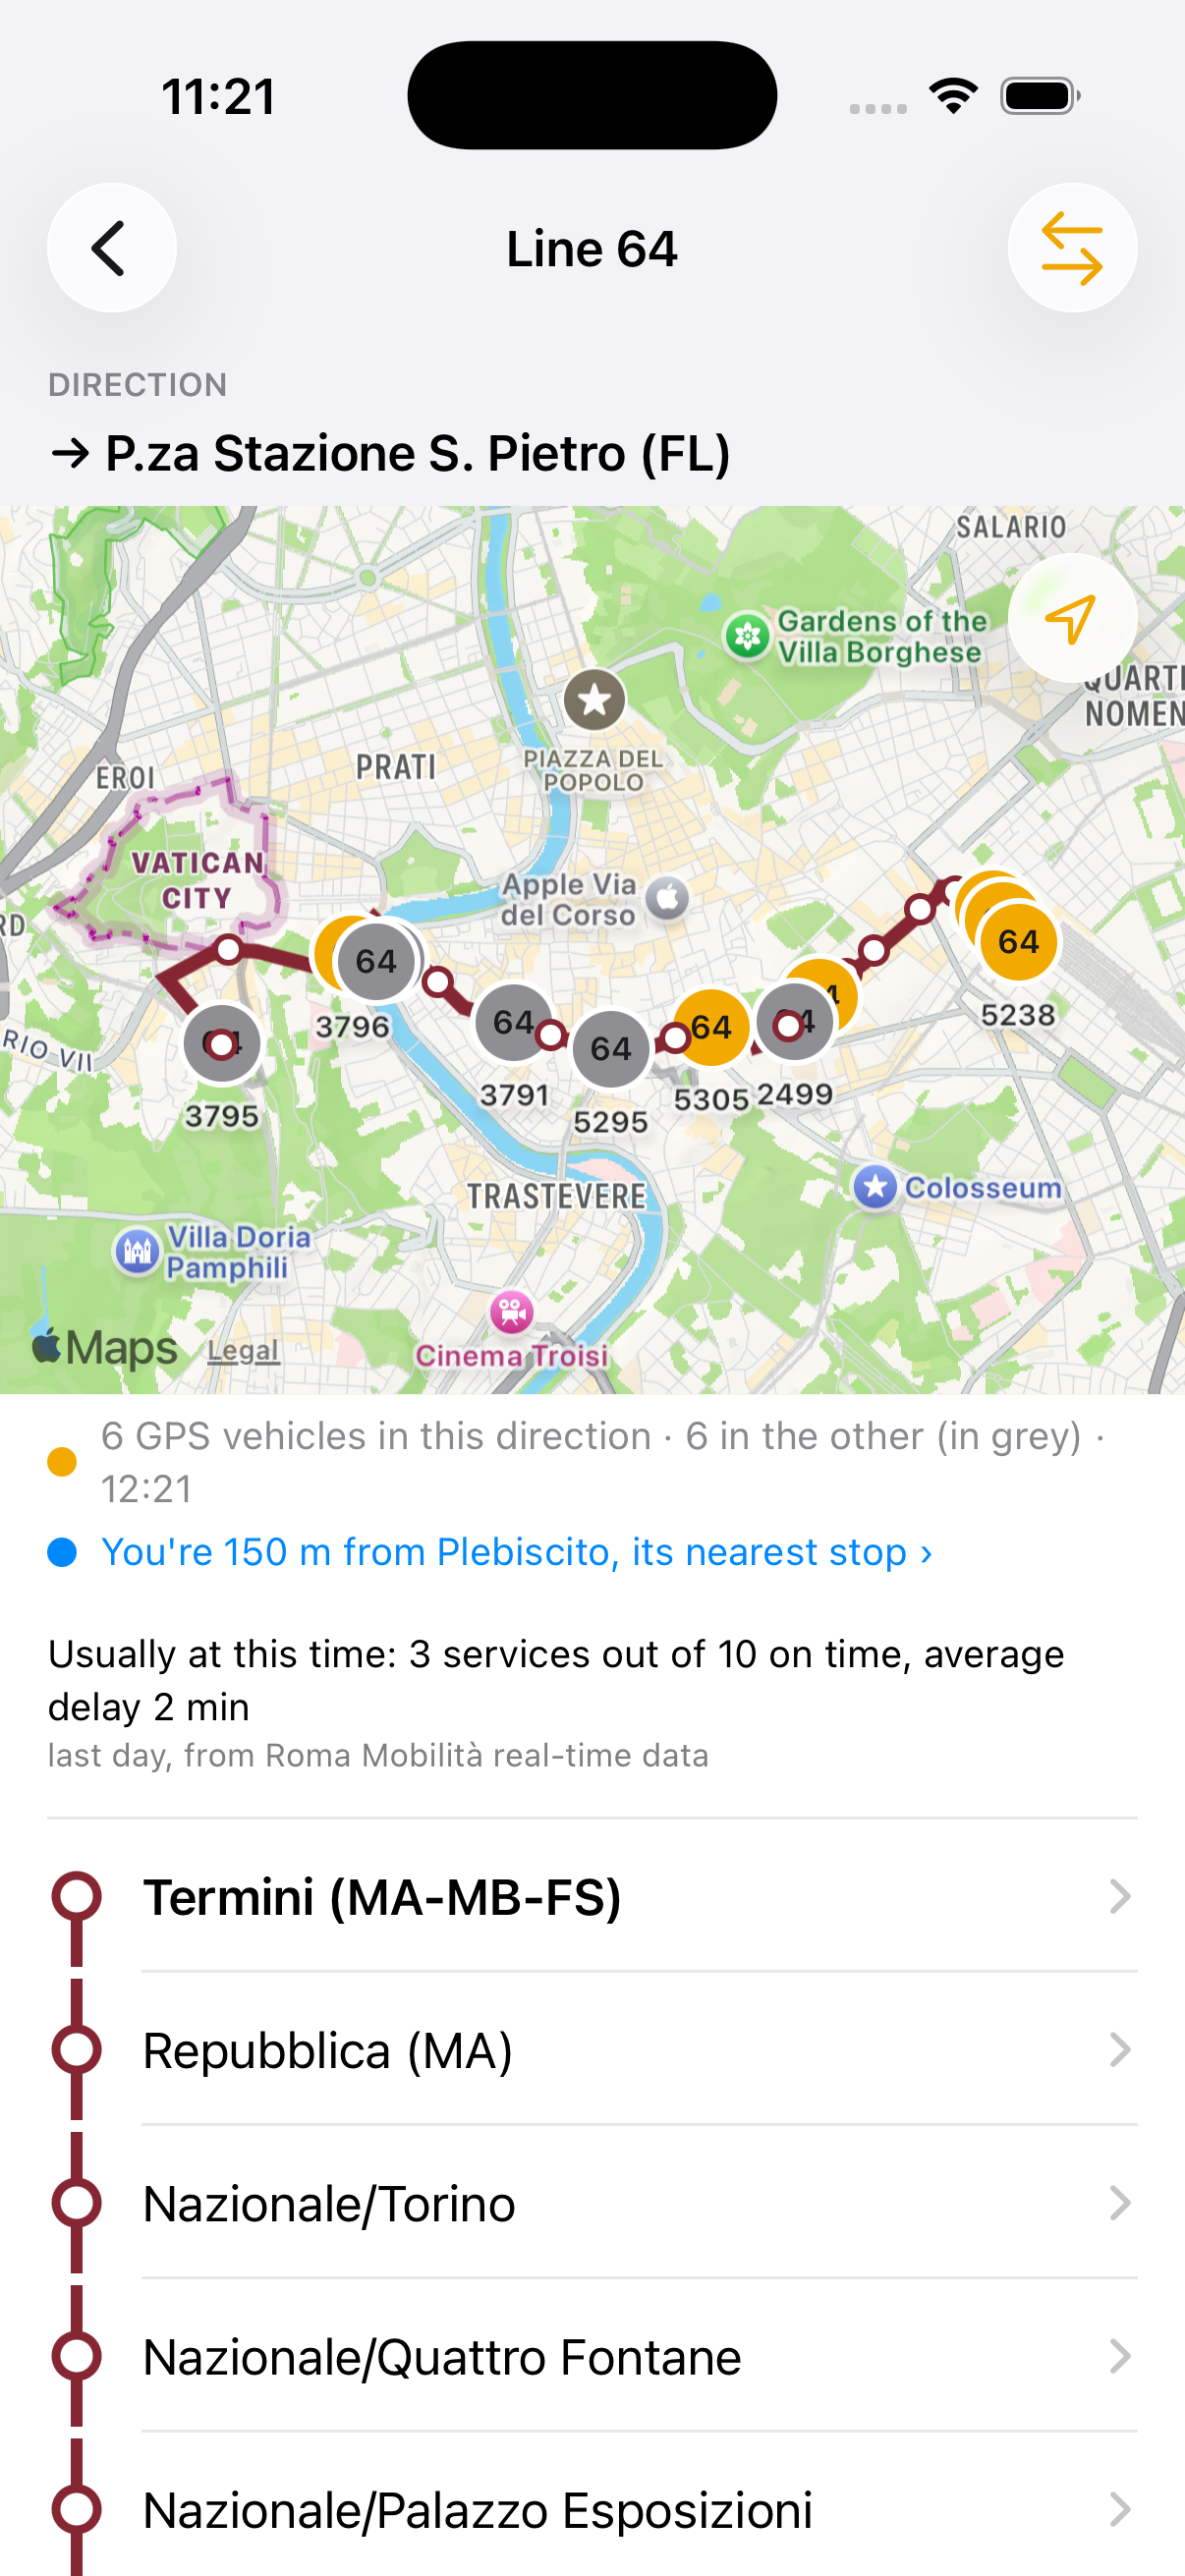 11:21
Line 64
DIRECTION
→ P.za Stazione S. Pietro (FL)
SALARIO
Gardens of the
Villa Borghese
NOMEN
PIAZZA DEL
POPOLO
PRATI
EROI
VATICAN
CITY
Apple Via
del Corso
RD
64
64
3796
5238
64
64
64
3791
5295
5305
2499
3795
RIO VII
TRASTEVERE
Colosseum
Villa Doria
Pamphili
Cinema Troisi
Maps
Legal
6 GPS vehicles in this direction · 6 in the other (in grey) ·
12:21
You're 150 m from Plebiscito, its nearest stop ›
Usually at this time: 3 services out of 10 on time, average
delay 2 min
last day, from Roma Mobilità real-time data
Termini (MA-MB-FS)
Repubblica (MA)
Nazionale/Torino
Nazionale/Quattro Fontane
Nazionale/Palazzo Esposizioni